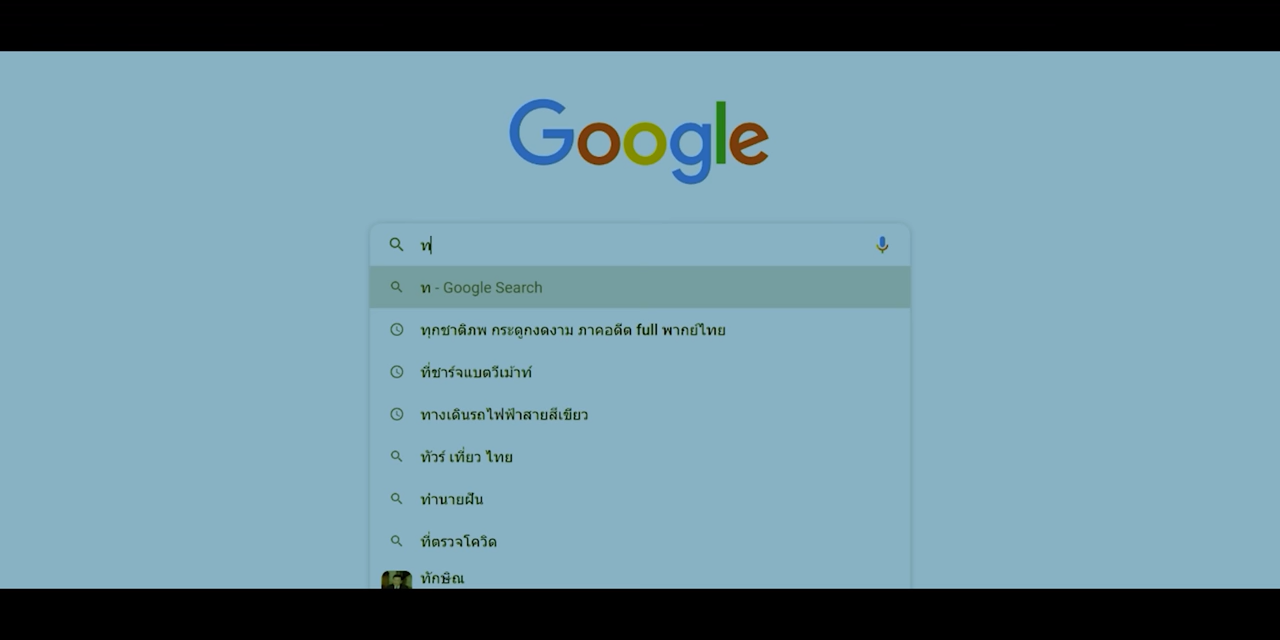 Google
ท
ท - Google Search
ทุกชาติภพ กระดูกงดงาม ภาคอดีต full พากย์ไทย
ที่ชาร์จแบตวีเม้าท์
ทางเดินรถไฟฟ้าสายสีเขียว
ทัวร์ เที่ยว ไทย
ทํานายฝัน
ที่ตรวจโควิด
ทักษิณ